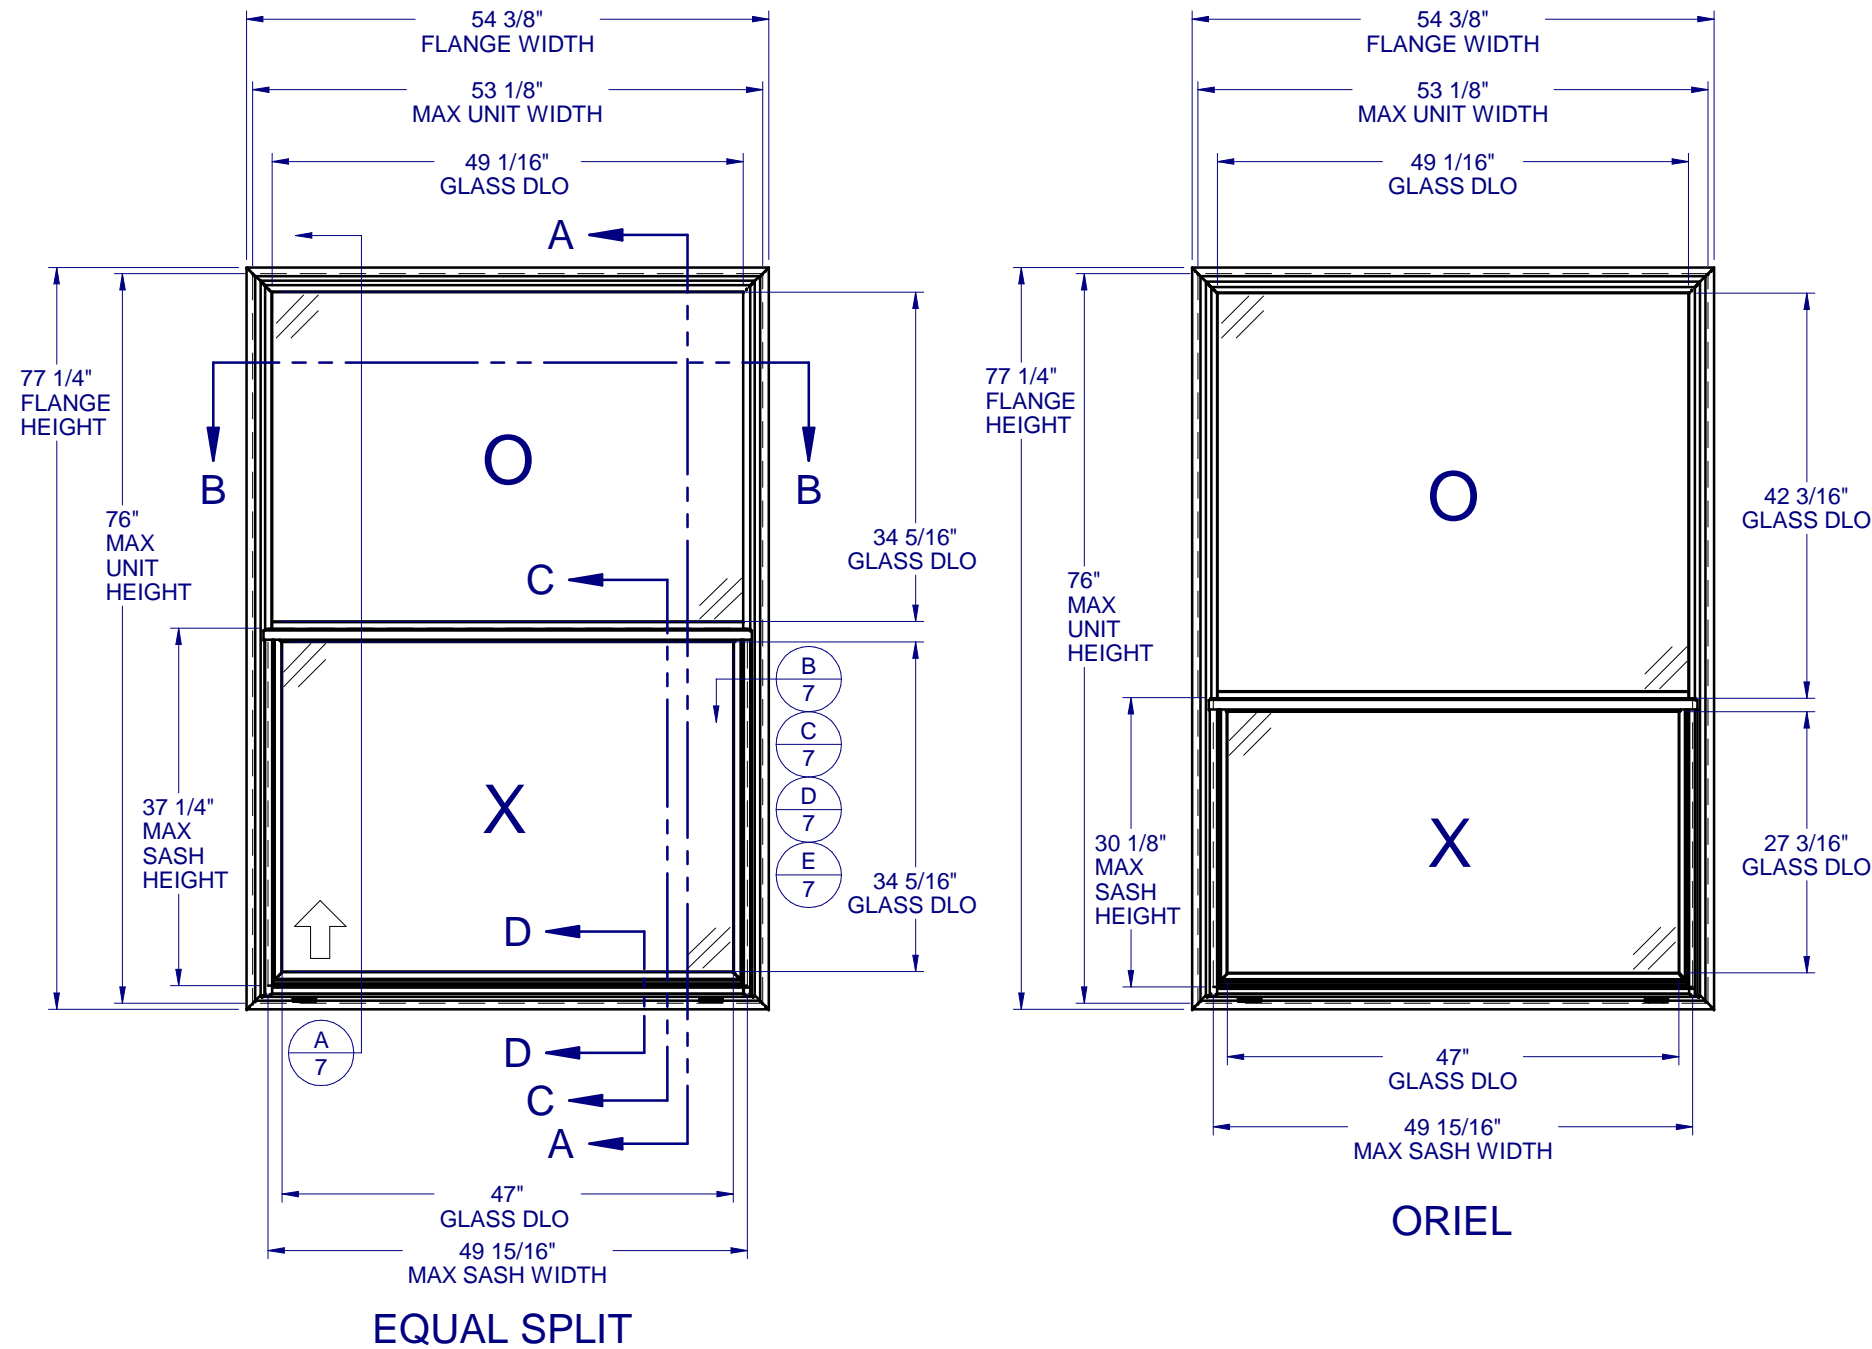 54 3/8"
FLANGE WIDTH
53 1/8"
MAX UNIT WIDTH
49 1/16"
GLASS DLO
A
77 1/4"
FLANGE
HEIGHT
B
B
O
76"
MAX
UNIT
HEIGHT
34 5/16"
GLASS DLO
C
B
7
C
7
D
7
E
7
X
37 1/4"
MAX
SASH
HEIGHT
34 5/16"
GLASS DLO
D
A
7
D
C
A
47"
GLASS DLO
49 15/16"
MAX SASH WIDTH
EQUAL SPLIT
54 3/8"
FLANGE WIDTH
53 1/8"
MAX UNIT WIDTH
49 1/16"
GLASS DLO
77 1/4"
FLANGE
HEIGHT
O
42 3/16"
GLASS DLO
76"
MAX
UNIT
HEIGHT
X
30 1/8"
MAX
SASH
HEIGHT
27 3/16"
GLASS DLO
47"
GLASS DLO
49 15/16"
MAX SASH WIDTH
ORIEL